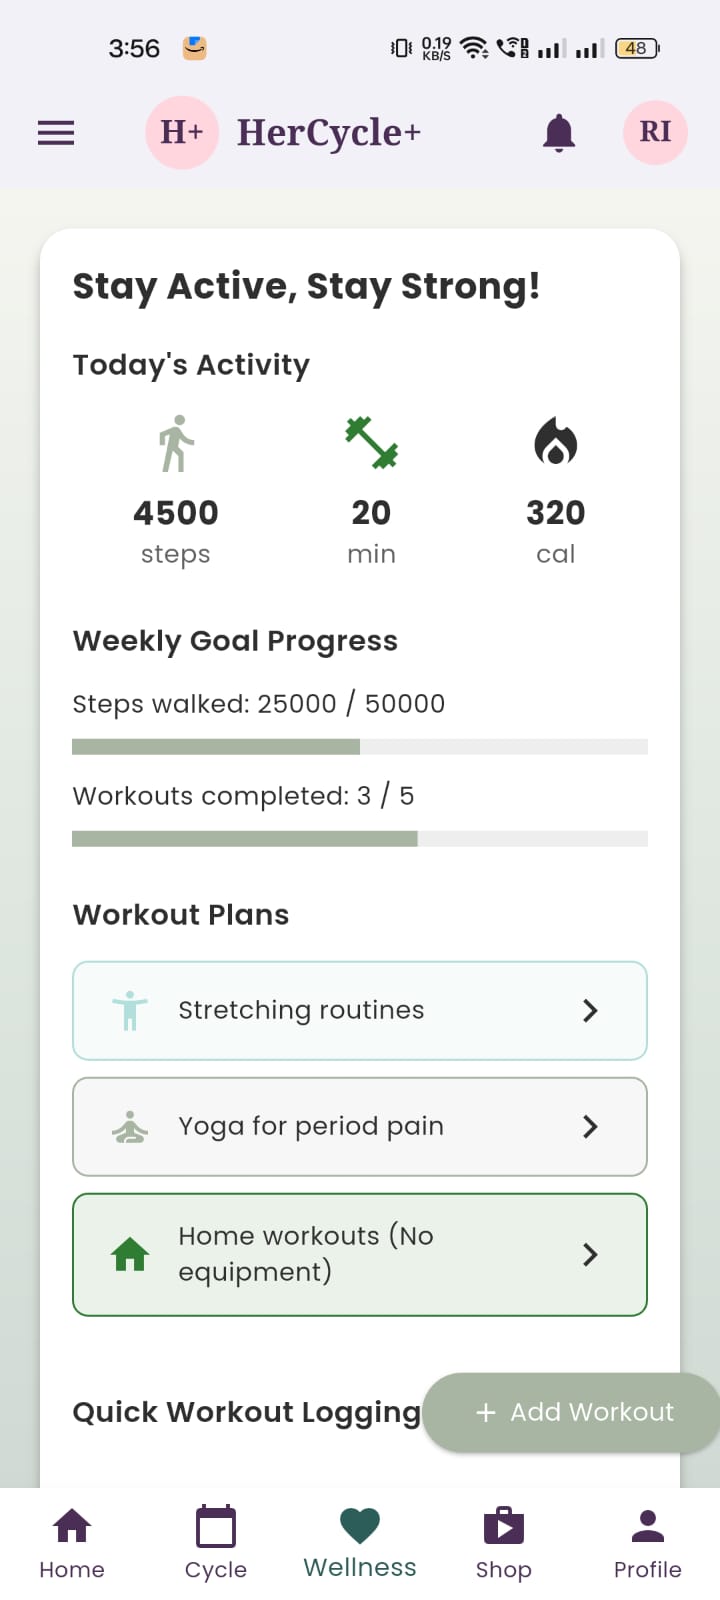 3:56
0.19
KB/S
1
2
48
H+
HerCycle+
RI
Stay Active, Stay Strong!
Today's Activity
4500
20
320
steps
min
cal
Weekly Goal Progress
Steps walked: 25000 / 50000
Workouts completed: 3 / 5
Workout Plans
Stretching routines
Yoga for period pain
Home workouts (No
equipment)
Quick Workout Logging
+ Add Workout
Home
Cycle
Wellness
Shop
Profile